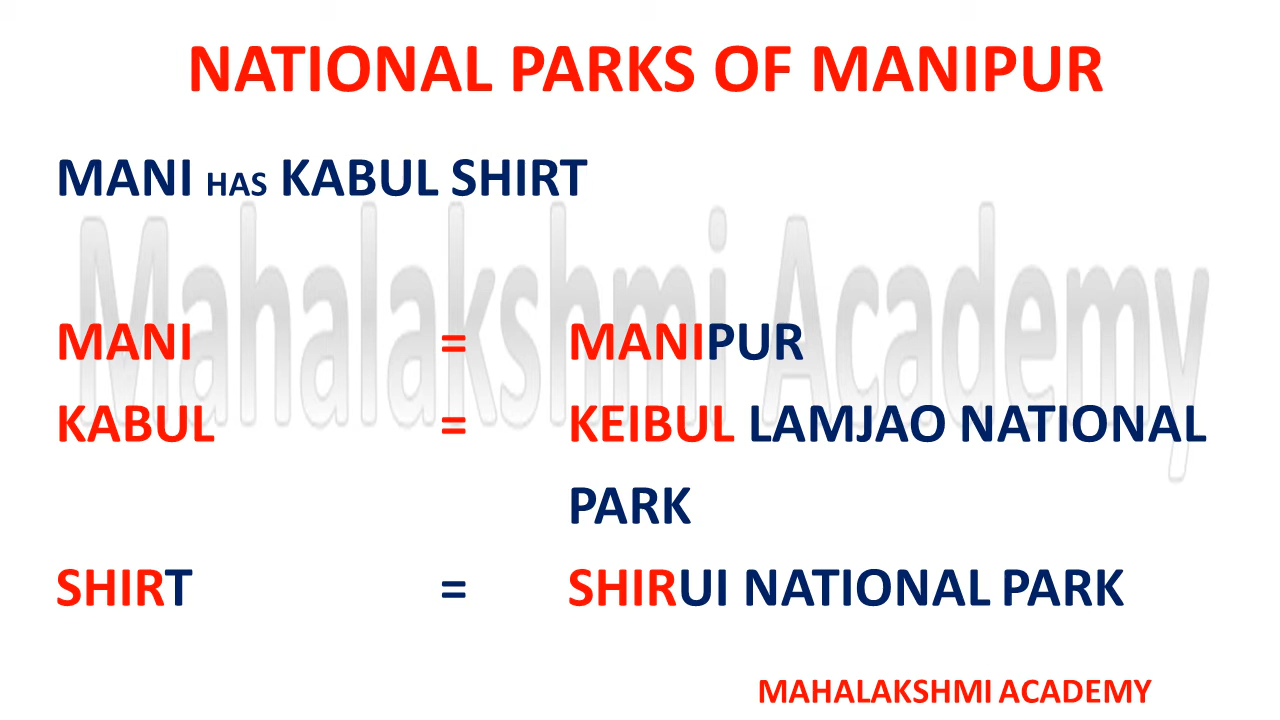 NATIONAL PARKS OF MANIPUR
MANI HAS KABUL SHIRT
Mahalakshmi Academy
MANI = MANIPUR
KABUL = KEIBUL LAMJAO NATIONAL
PARK
SHIRT = SHIRUI NATIONAL PARK
MAHALAKSHMI ACADEMY